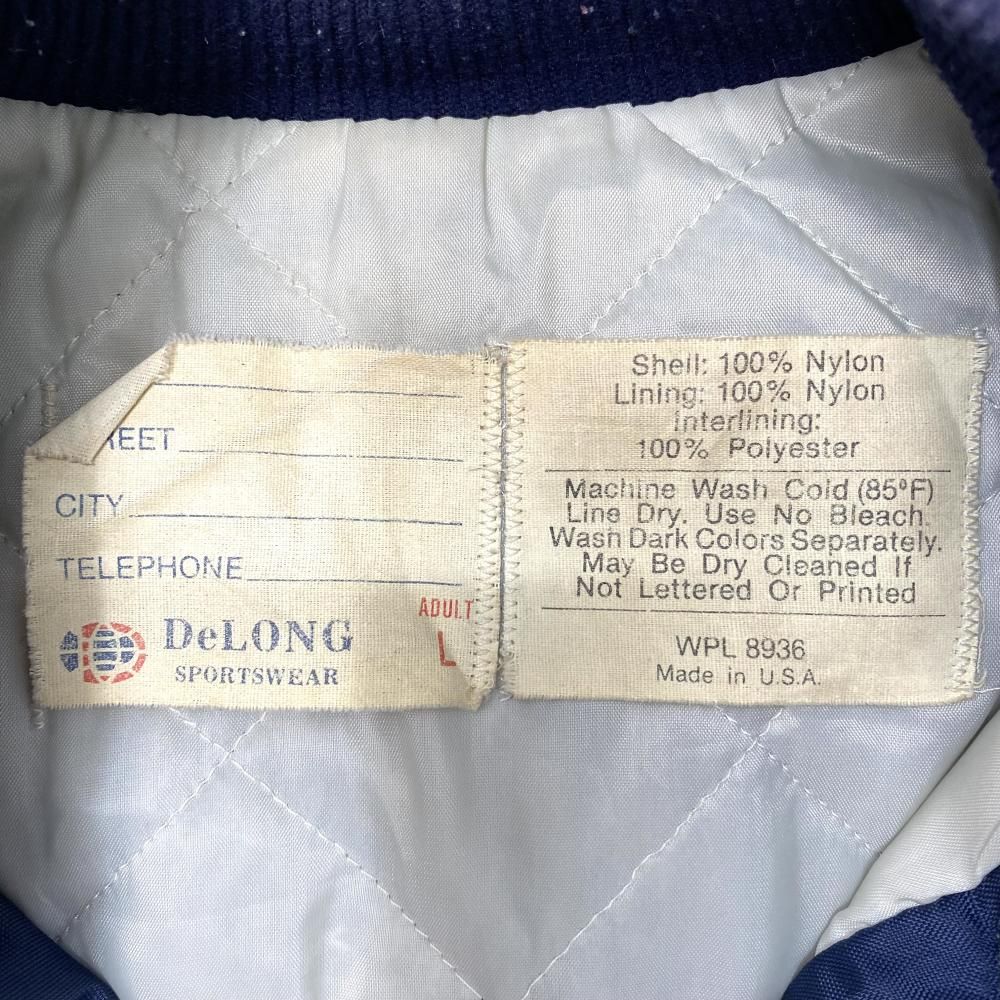 CITY
TELEPHONE
ADULT
L
DeLONG
SPORTSWEAR
Shell: 100% Nylon
Lining: 100% Nylon
Interlining:
100% Polyester
Machine Wash Cold (85°F)
Line Dry. Use No Bleach.
Wash Dark Colors Separately.
May Be Dry Cleaned If
Not Lettered Or Printed
WPL 8936
Made in U.S.A.